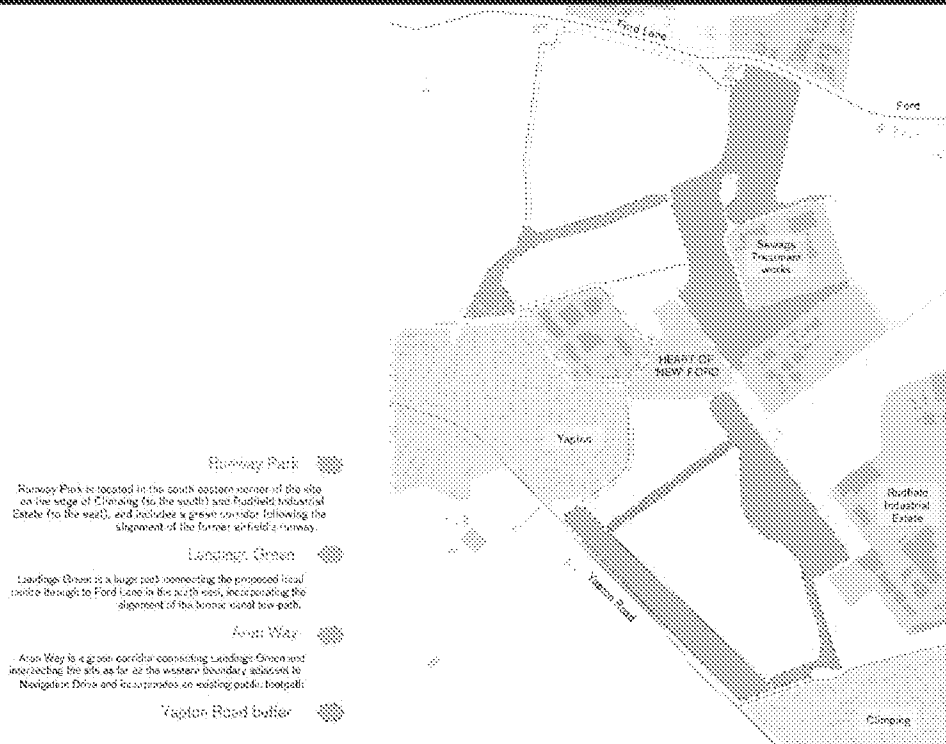 Runway Park
Runway Park is located in the south eastern corner of the site
on the edge of Climping (to the south) and Rudfield Industrial
Estate (to the east), and includes a green corridor following the
alignment of the former airfield's runway.
Landings Green
Landings Green is a huge park connecting the proposed local
centre through to Ford Lane in the north east, incorporating the
alignment of the former canal tow-path.
Arun Way
Arun Way is a green corridor connecting Landings Green and
intersecting the site as far as the western boundary adjacent to
Navigation Drive and incorporates an existing public footpath
Yapton Road buffer
Ford Lane
Ford
Sewage
Treatment
works
HEART OF
NEW FORD
Yapton
Rudfield
Industrial
Estate
Yapton Road
Climping